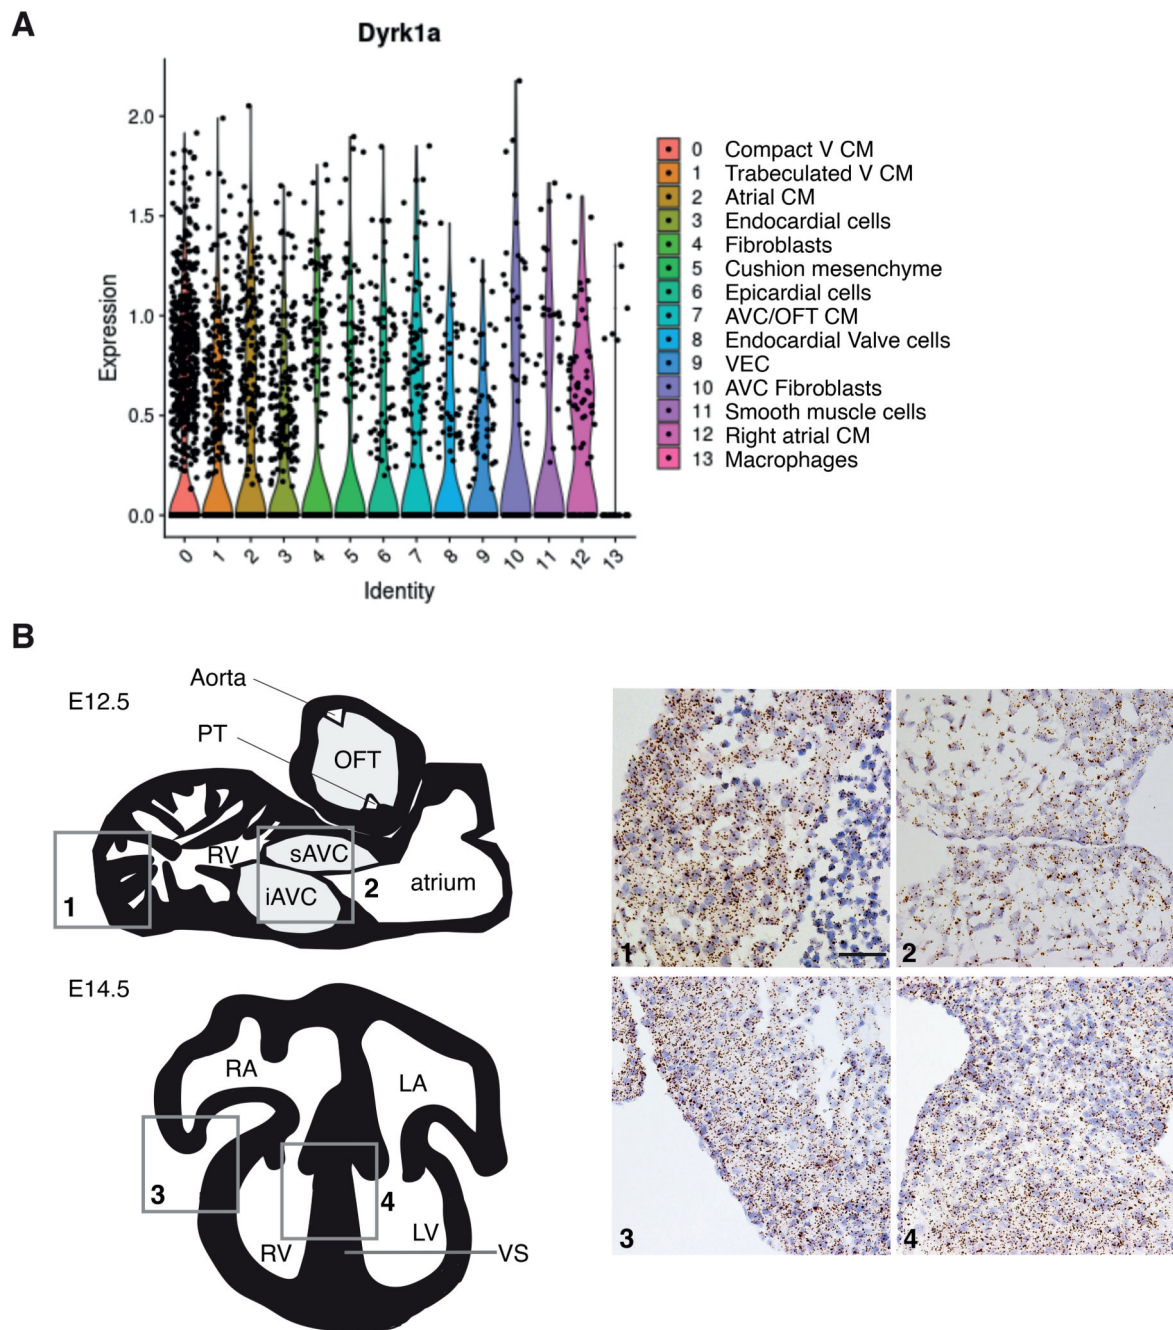 A
Dyrk1a
Expression
2.0
1.5
1.0
0.5
0.0
0 1 2 3 4 5 6 7 8 9 10 11 12 13
Identity
0 Compact V CM
1 Trabeculated V CM
2 Atrial CM
3 Endocardial cells
4 Fibroblasts
5 Cushion mesenchyme
6 Epicardial cells
7 AVC/OFT CM
8 Endocardial Valve cells
9 VEC
10 AVC Fibroblasts
11 Smooth muscle cells
12 Right atrial CM
13 Macrophages
B
E12.5
Aorta
PT
OFT
RV
sAVC
iAVC
atrium
1
2
E14.5
RA
LA
3
4
RV
LV
VS
1
2
3
4